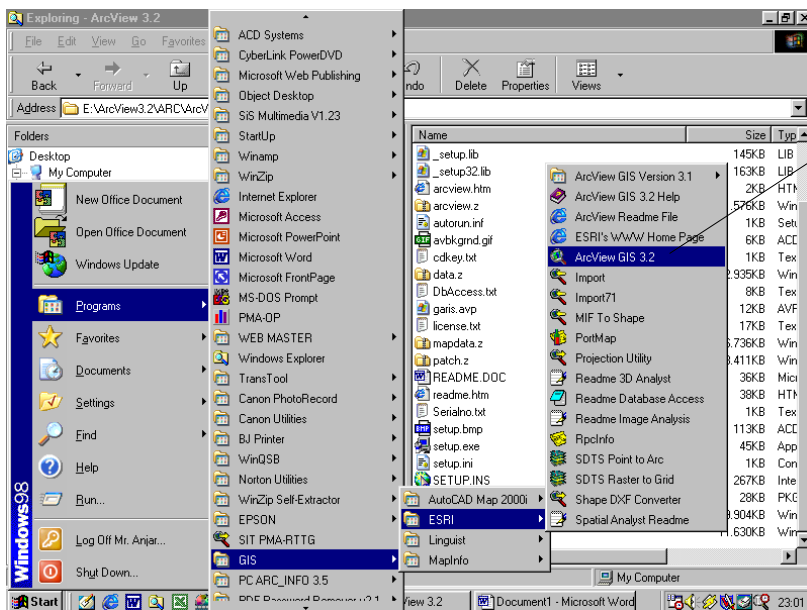 Exploring - ArcView 3.2
File Edit View Go Favorites
Back Forward Up
ndo Delete Properties Views
Address E:\ArcView3.2\ARC\ArcV
Folders
Desktop
My Computer
Windows98
New Office Document
Open Office Document
Windows Update
Programs
Favorites
Documents
Settings
Find
Help
Run...
Log Off Mr. Anjar...
Shut Down...
ACD Systems
CyberLink PowerDVD
Microsoft Web Publishing
Object Desktop
SiS Multimedia V1.23
StartUp
Winamp
WinZip
Internet Explorer
Microsoft Access
Microsoft PowerPoint
Microsoft Word
Microsoft FrontPage
MS-DOS Prompt
PMA-OP
WEB MASTER
Windows Explorer
TransTool
Canon PhotoRecord
Canon Utilities
BJ Printer
WinQSB
Norton Utilities
WinZip Self-Extractor
EPSON
SIT PMA-RTTG
GIS
PC ARC_INFO 3.5
PDF Password Remover v2.1
AutoCAD Map 2000i
ESRI
Linguist
MapInfo
Name Size Typ
_setup.lib 145KB LIB
_setup32.lib 163KB LIB
arcview.htm 2KB HTM
arcview.z .576KB Win
autorun.inf 1KB Setu
avbkgrnd.gif 6KB ACD
cdkey.txt 1KB Tex
data.z 2.935KB Win
DbAccess.txt 8KB Tex
garis.avp 12KB AVF
license.txt 17KB Tex
mapdata.z 6.736KB Win
patch.z 3.411KB Win
README.DOC 36KB Micr
readme.htm 38KB HTM
Serialno.txt 1KB Tex
setup.bmp 113KB ACD
setup.exe 45KB App
setup.ini 1KB Con
SETUP.INS 267KB Inte
28KB PKG
9.904KB Win
11.630KB Win
ArcView GIS Version 3.1
ArcView GIS 3.2 Help
ArcView Readme File
ESRI's WWW Home Page
ArcView GIS 3.2
Import
Import71
MIF To Shape
PortMap
Projection Utility
Readme 3D Analyst
Readme Database Access
Readme Image Analysis
RpcInfo
SDTS Point to Arc
SDTS Raster to Grid
Shape DXF Converter
Spatial Analyst Readme
My Computer
Start
View 3.2
Document1 - Microsoft Word
23:01